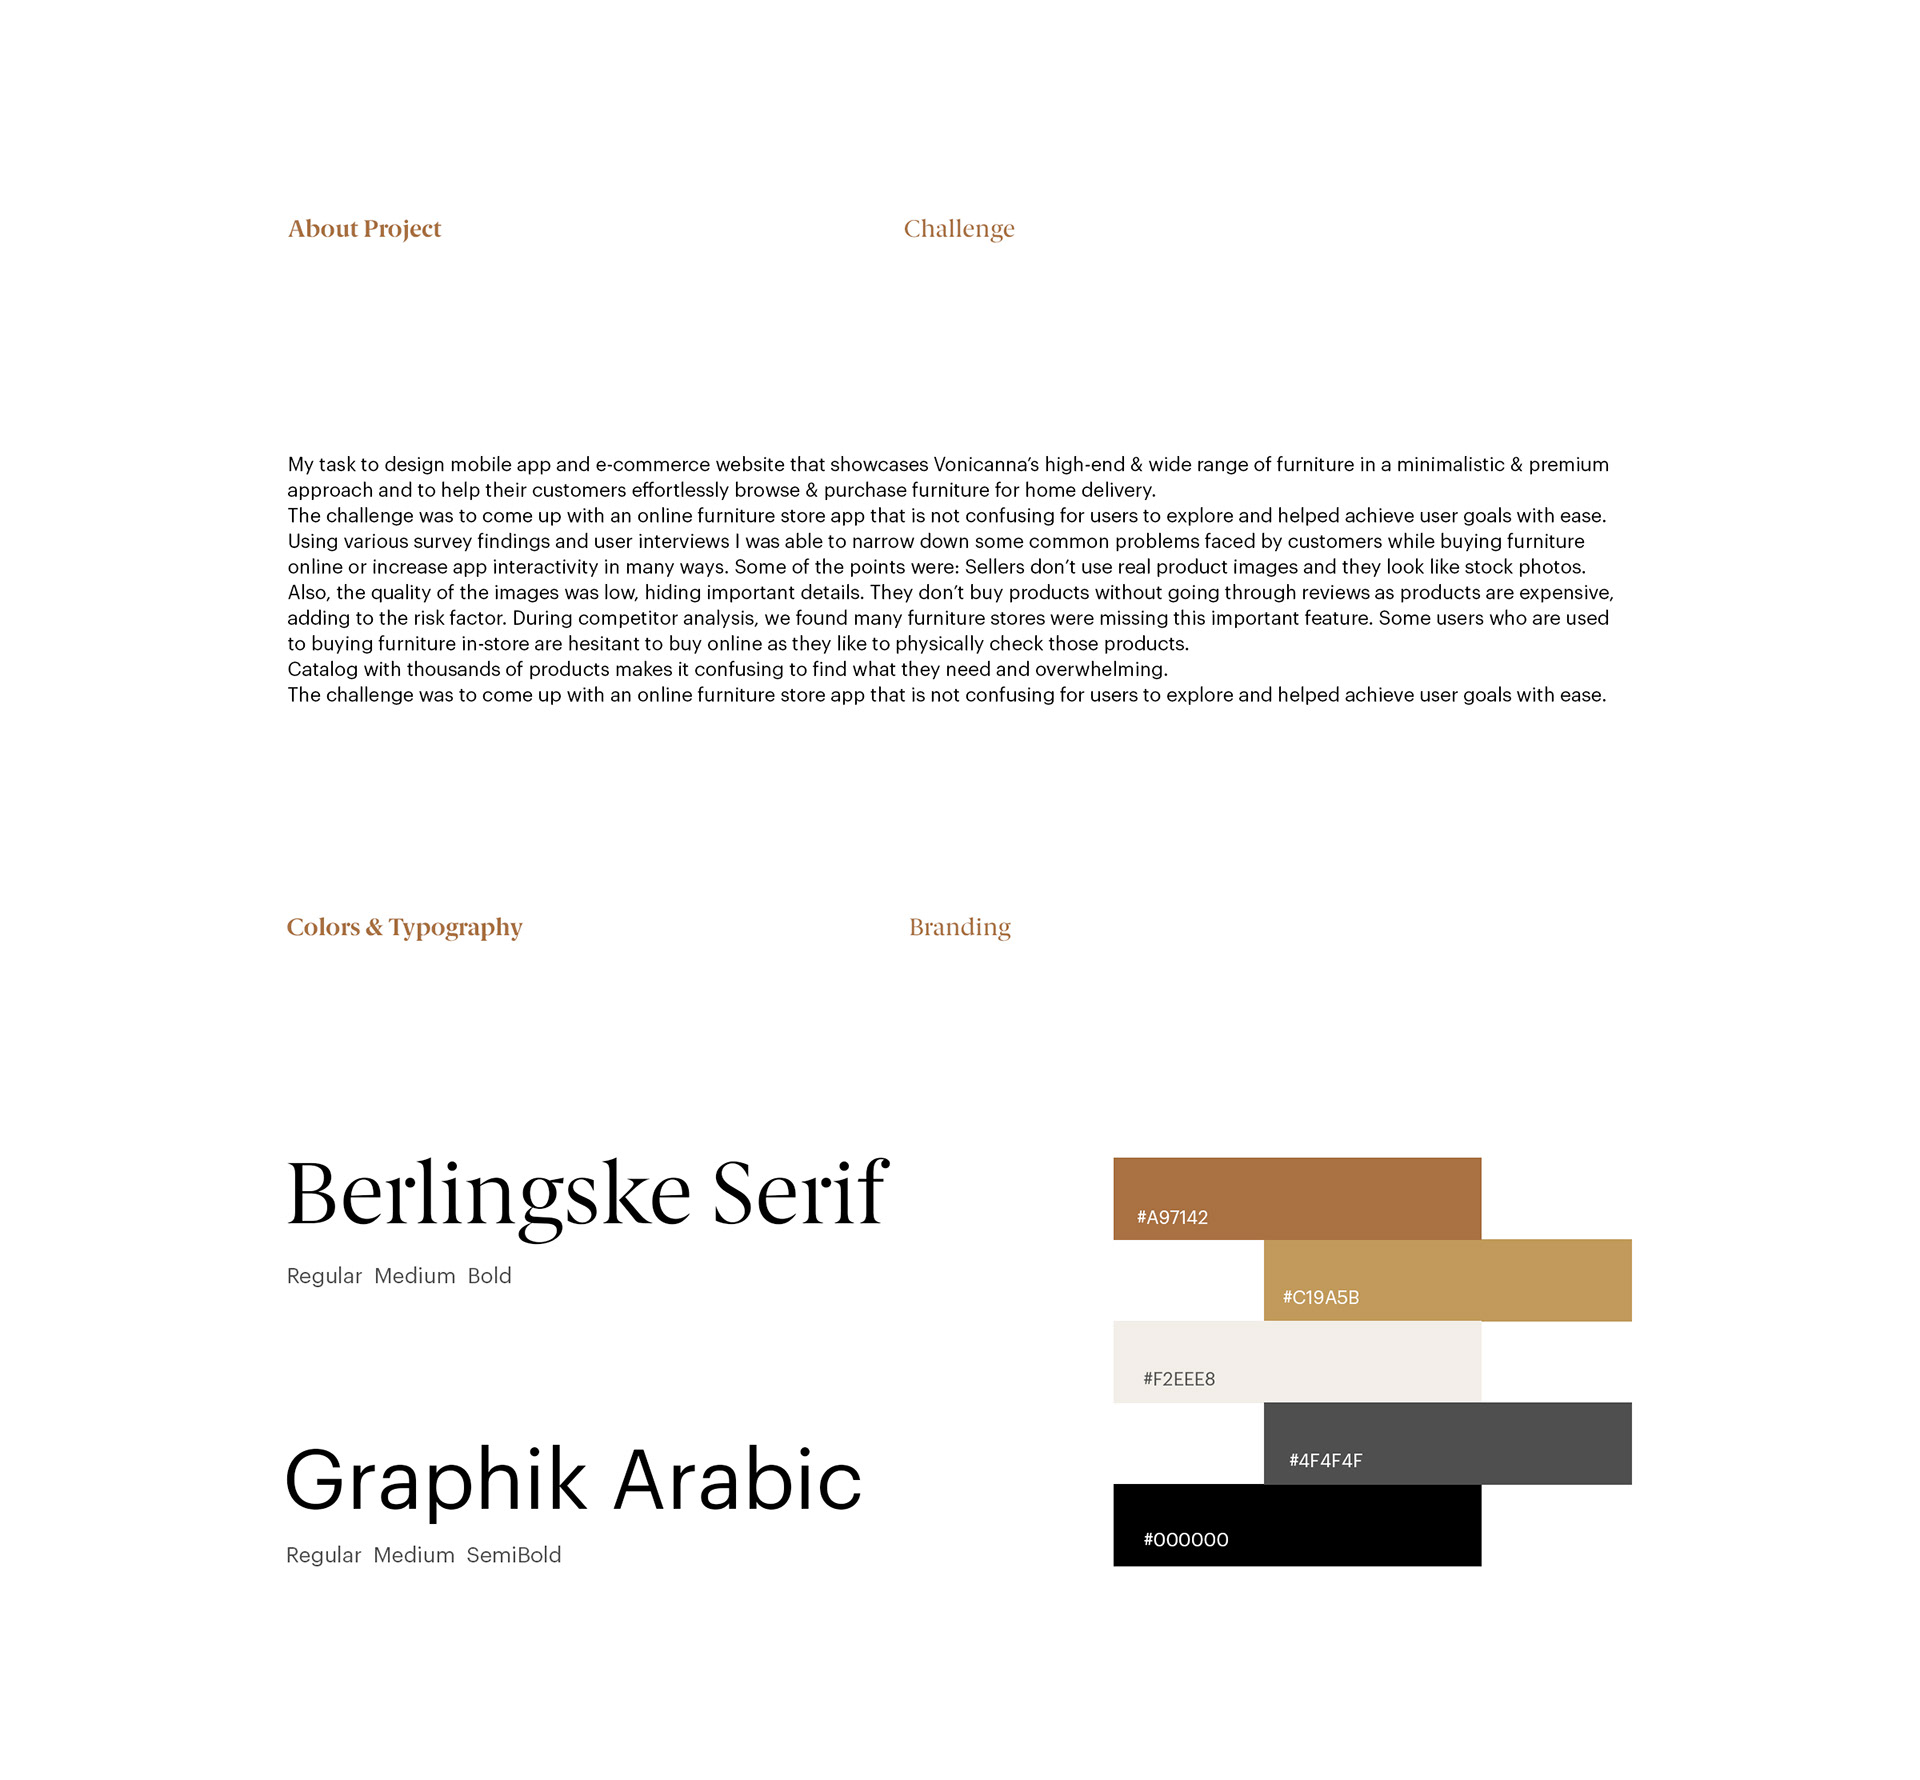 About Project
Challenge
My task to design mobile app and e-commerce website that showcases Vonicanna’s high-end & wide range of furniture in a minimalistic & premium
approach and to help their customers effortlessly browse & purchase furniture for home delivery.
The challenge was to come up with an online furniture store app that is not confusing for users to explore and helped achieve user goals with ease.
Using various survey findings and user interviews I was able to narrow down some common problems faced by customers while buying furniture
online or increase app interactivity in many ways. Some of the points were: Sellers don’t use real product images and they look like stock photos.
Also, the quality of the images was low, hiding important details. They don’t buy products without going through reviews as products are expensive,
adding to the risk factor. During competitor analysis, we found many furniture stores were missing this important feature. Some users who are used
to buying furniture in-store are hesitant to buy online as they like to physically check those products.
Catalog with thousands of products makes it confusing to find what they need and overwhelming.
The challenge was to come up with an online furniture store app that is not confusing for users to explore and helped achieve user goals with ease.
Colors & Typography
Branding
Berlingske Serif
Regular Medium Bold
Graphik Arabic
Regular Medium SemiBold
#A97142
#C19A5B
#F2EEE8
#4F4F4F
#000000